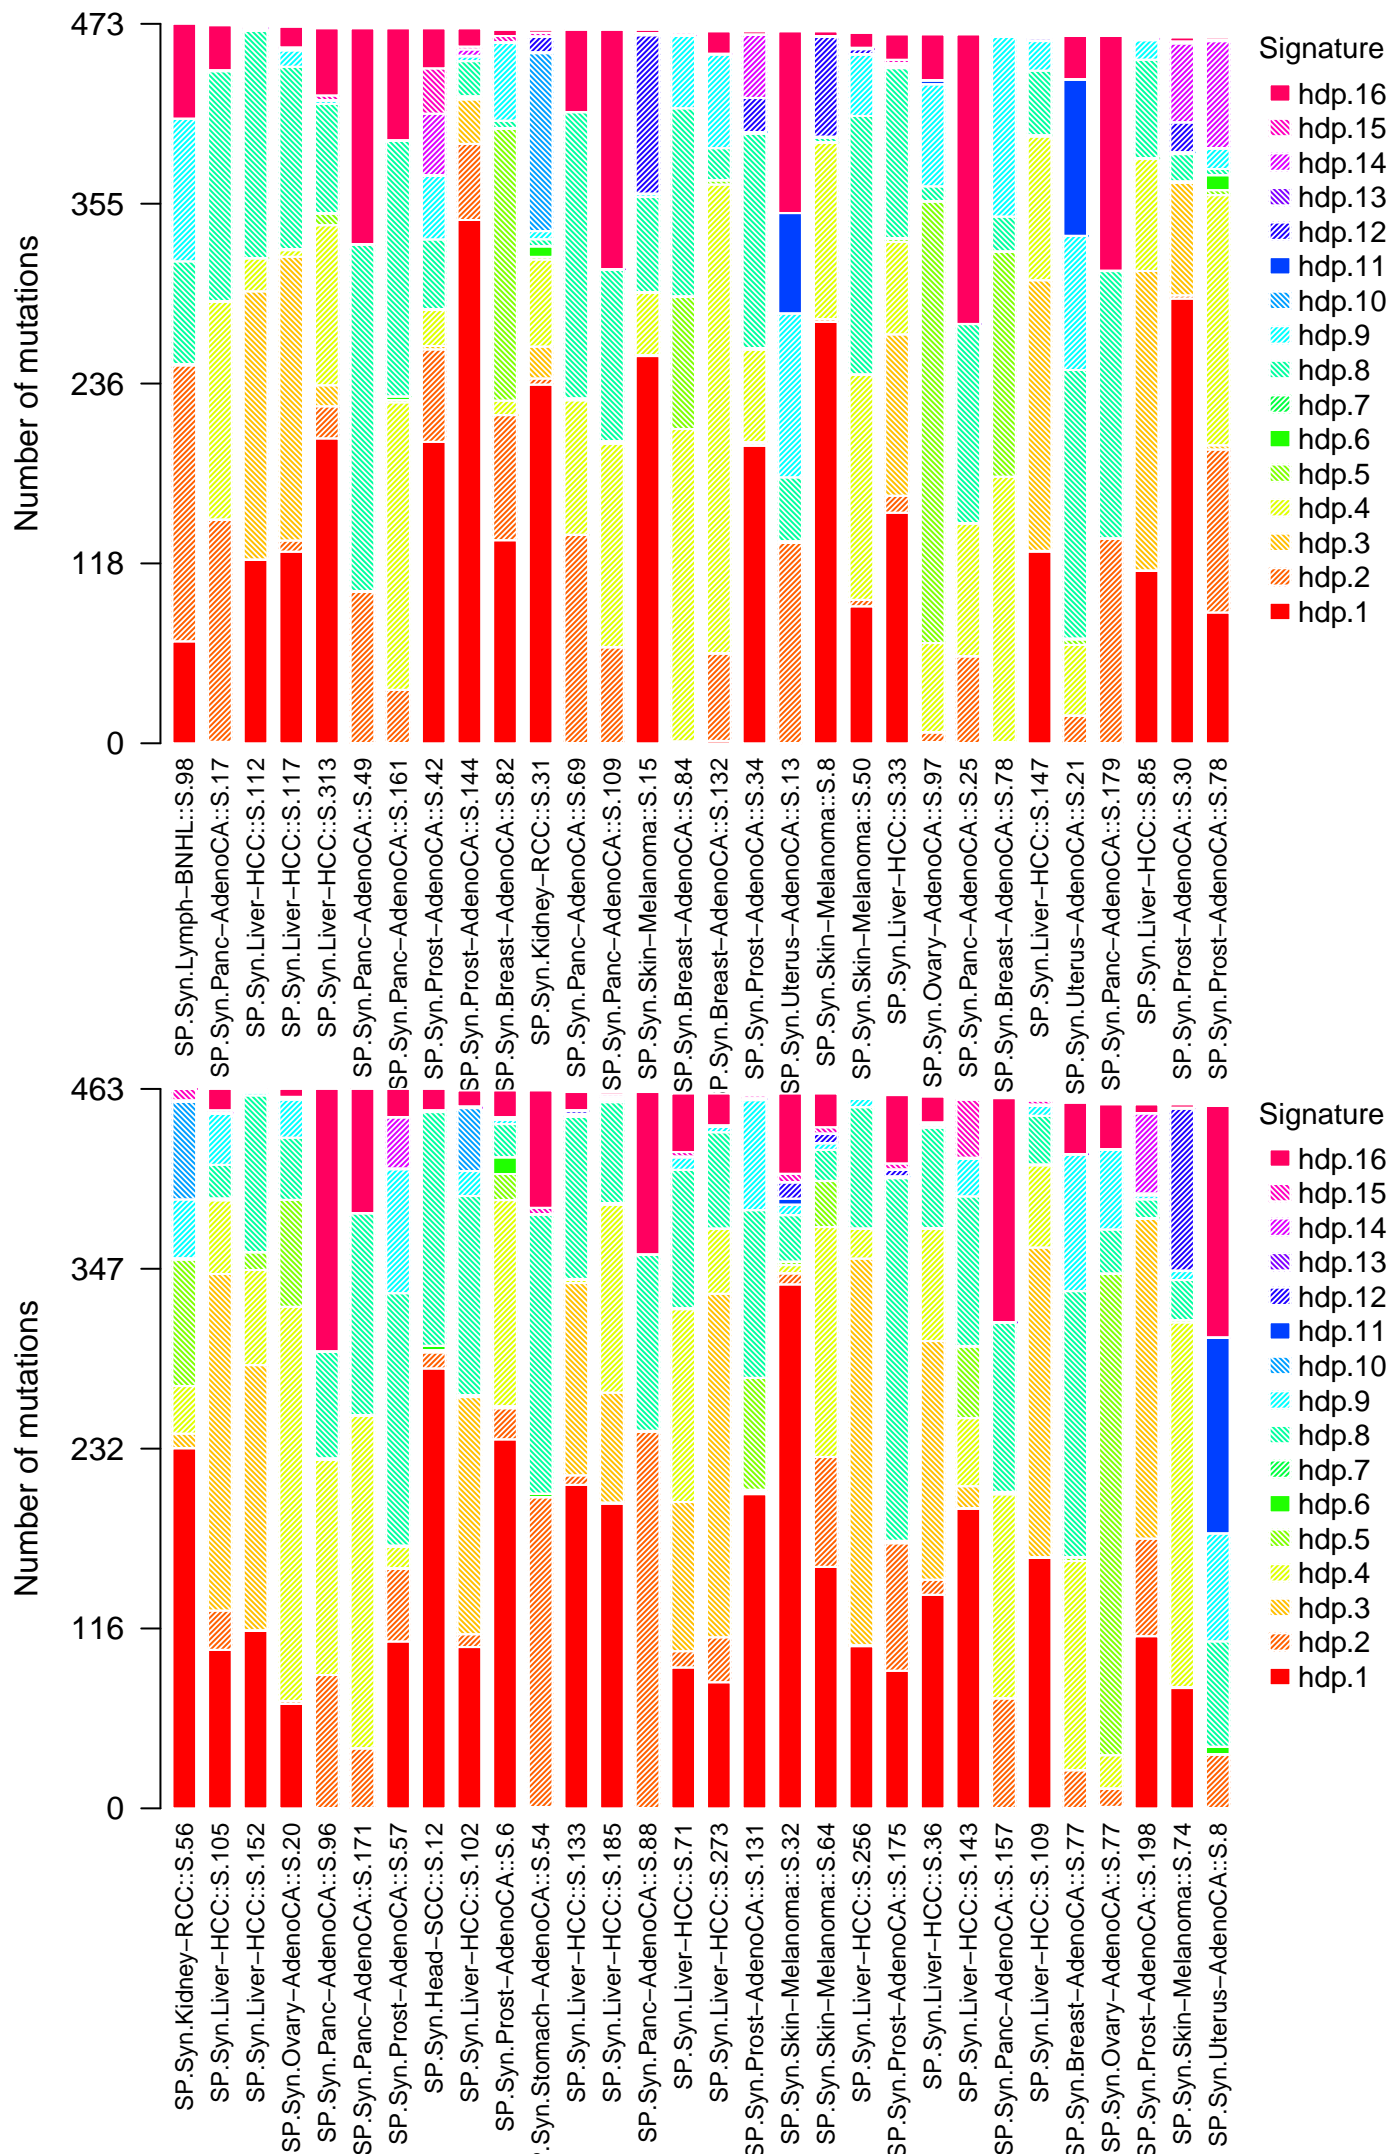 Number of mutations
473
355
236
118
0
SP.Syn.Lymph−BNHL::S.98
SP.Syn.Panc−AdenoCA::S.17
SP.Syn.Liver−HCC::S.112
SP.Syn.Liver−HCC::S.117
SP.Syn.Liver−HCC::S.313
SP.Syn.Panc−AdenoCA::S.49
SP.Syn.Panc−AdenoCA::S.161
SP.Syn.Prost−AdenoCA::S.42
SP.Syn.Prost−AdenoCA::S.144
SP.Syn.Breast−AdenoCA::S.82
SP.Syn.Kidney−RCC::S.31
SP.Syn.Panc−AdenoCA::S.69
SP.Syn.Panc−AdenoCA::S.109
SP.Syn.Skin−Melanoma::S.15
SP.Syn.Breast−AdenoCA::S.84
P.Syn.Breast−AdenoCA::S.132
SP.Syn.Prost−AdenoCA::S.34
SP.Syn.Uterus−AdenoCA::S.13
SP.Syn.Skin−Melanoma::S.8
SP.Syn.Skin−Melanoma::S.50
SP.Syn.Liver−HCC::S.33
SP.Syn.Ovary−AdenoCA::S.97
SP.Syn.Panc−AdenoCA::S.25
SP.Syn.Breast−AdenoCA::S.78
SP.Syn.Liver−HCC::S.147
SP.Syn.Uterus−AdenoCA::S.21
SP.Syn.Panc−AdenoCA::S.179
SP.Syn.Liver−HCC::S.85
SP.Syn.Prost−AdenoCA::S.30
SP.Syn.Prost−AdenoCA::S.78
Signature
hdp.16
hdp.15
hdp.14
hdp.13
hdp.12
hdp.11
hdp.10
hdp.9
hdp.8
hdp.7
hdp.6
hdp.5
hdp.4
hdp.3
hdp.2
hdp.1
Number of mutations
463
347
232
116
0
SP.Syn.Kidney−RCC::S.56
SP.Syn.Liver−HCC::S.105
SP.Syn.Liver−HCC::S.152
SP.Syn.Ovary−AdenoCA::S.20
SP.Syn.Panc−AdenoCA::S.96
SP.Syn.Panc−AdenoCA::S.171
SP.Syn.Prost−AdenoCA::S.57
SP.Syn.Head−SCC::S.12
SP.Syn.Liver−HCC::S.102
SP.Syn.Prost−AdenoCA::S.6
.Syn.Stomach−AdenoCA::S.54
SP.Syn.Liver−HCC::S.133
SP.Syn.Liver−HCC::S.185
SP.Syn.Panc−AdenoCA::S.88
SP.Syn.Liver−HCC::S.71
SP.Syn.Liver−HCC::S.273
SP.Syn.Prost−AdenoCA::S.131
SP.Syn.Skin−Melanoma::S.32
SP.Syn.Skin−Melanoma::S.64
SP.Syn.Liver−HCC::S.256
SP.Syn.Prost−AdenoCA::S.175
SP.Syn.Liver−HCC::S.36
SP.Syn.Liver−HCC::S.143
SP.Syn.Panc−AdenoCA::S.157
SP.Syn.Liver−HCC::S.109
SP.Syn.Breast−AdenoCA::S.77
SP.Syn.Ovary−AdenoCA::S.77
SP.Syn.Prost−AdenoCA::S.198
SP.Syn.Skin−Melanoma::S.74
SP.Syn.Uterus−AdenoCA::S.8
Signature
hdp.16
hdp.15
hdp.14
hdp.13
hdp.12
hdp.11
hdp.10
hdp.9
hdp.8
hdp.7
hdp.6
hdp.5
hdp.4
hdp.3
hdp.2
hdp.1